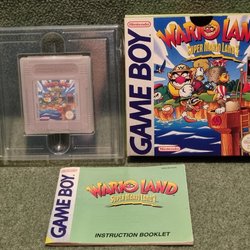 Nintendo
GAME BOY
WARIO LAND
SUPER MARIO LAND 3
Nintendo
GAME BOY
WARIO LAND
SUPER MARIO LAND 3
INSTRUCTION BOOKLET